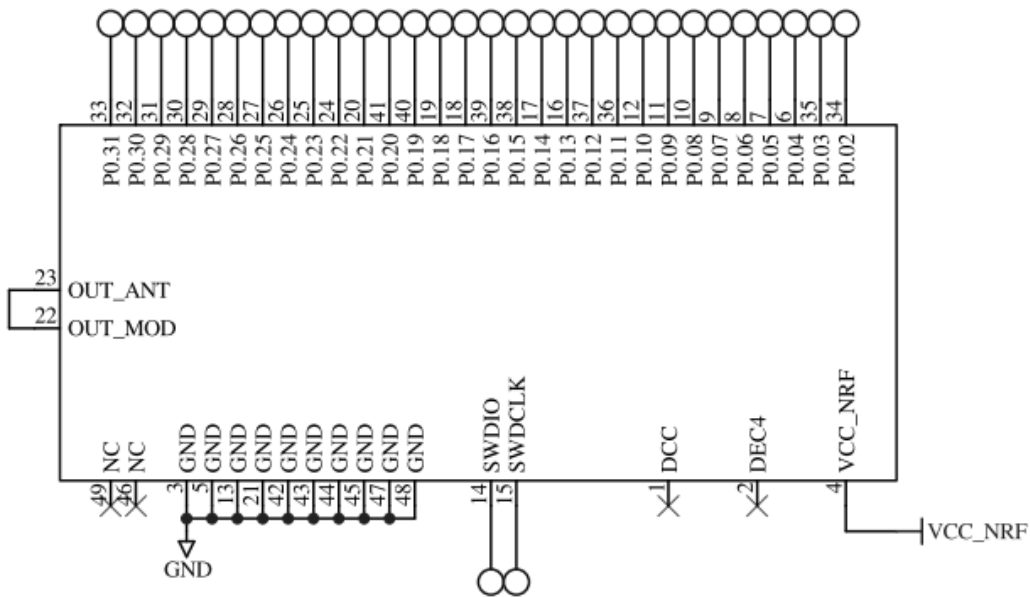 33 32 31 30 29 28 27 26 25 24 20 41 40 19 18 39 38 17 16 37 36 12 11 10 9 8 7 6 35 34
P0.31 P0.30 P0.29 P0.28 P0.27 P0.26 P0.25 P0.24 P0.23 P0.22 P0.21 P0.20 P0.19 P0.18 P0.17 P0.16 P0.15 P0.14 P0.13 P0.12 P0.11 P0.10 P0.09 P0.08 P0.07 P0.06 P0.05 P0.04 P0.03 P0.02
23 OUT_ANT
22 OUT_MOD
NC NC GND GND GND GND GND GND GND GND GND GND SWDIO SWDCLK DCC DEC4 VCC_NRF
49 46 3 5 13 21 42 43 44 45 47 48 14 15 1 2 4
VCC_NRF
GND